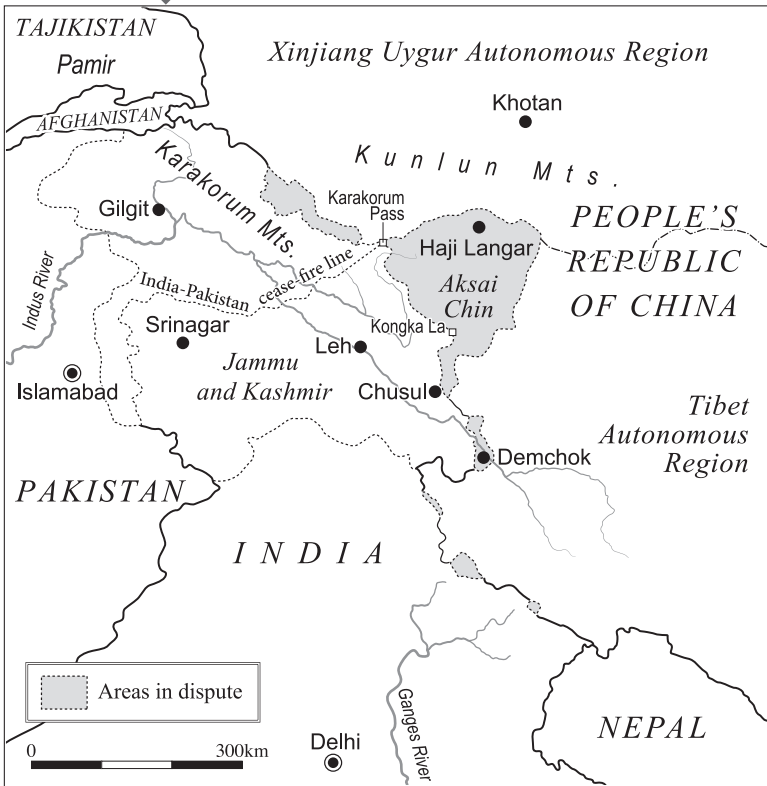 TAJIKISTAN
Pamir
Xinjiang Uygur Autonomous Region
AFGHANISTAN
Khotan
Kunlun Mts.
Karakorum Mts.
Karakorum
Pass
Gilgit
Haji Langar
PEOPLE'S
REPUBLIC
OF CHINA
Aksai
Chin
Indus River
India-Pakistan cease-fire line
Kongka La
Srinagar
Leh
Islamabad
Jammu
and Kashmir
Chusul
Tibet
Autonomous
Region
Demchok
PAKISTAN
INDIA
Areas in dispute
Ganges River
NEPAL
Delhi
0 300km